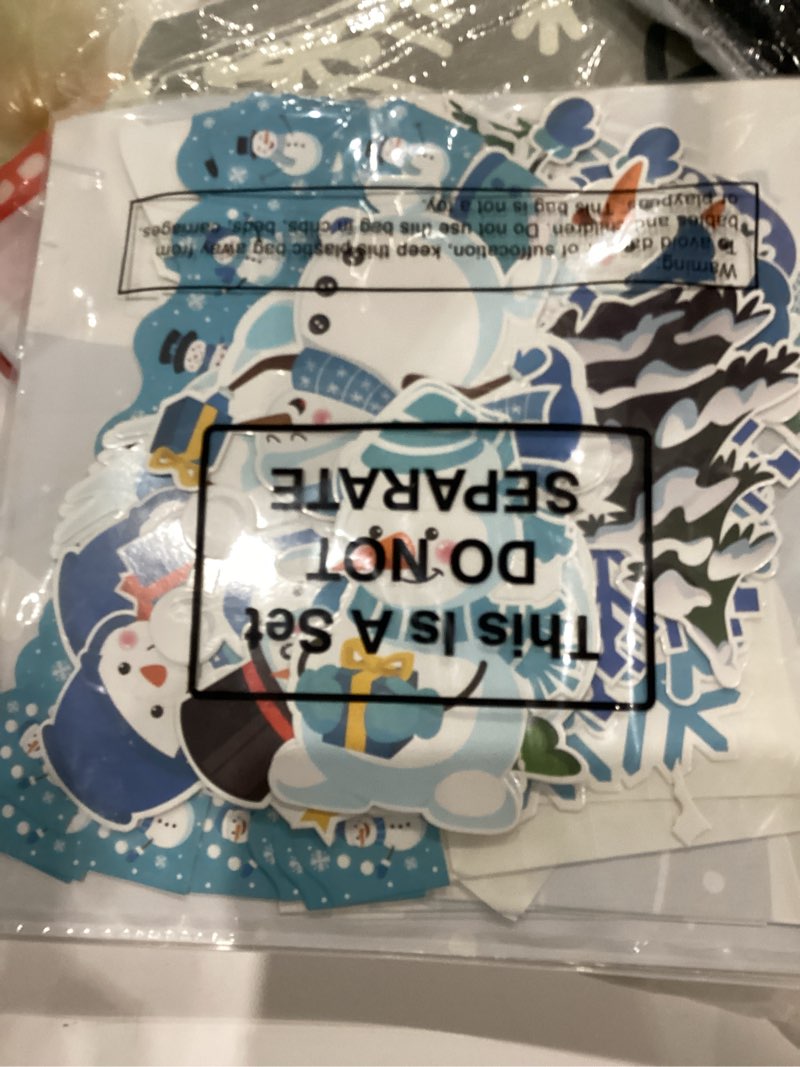 This Is A Set
DO NOT
SEPARATE
Warning:
To avoid danger of suffocation, keep this plastic bag away from
babies and children. Do not use this bag in cribs, beds, carriages
or playpens. This bag is not a toy.